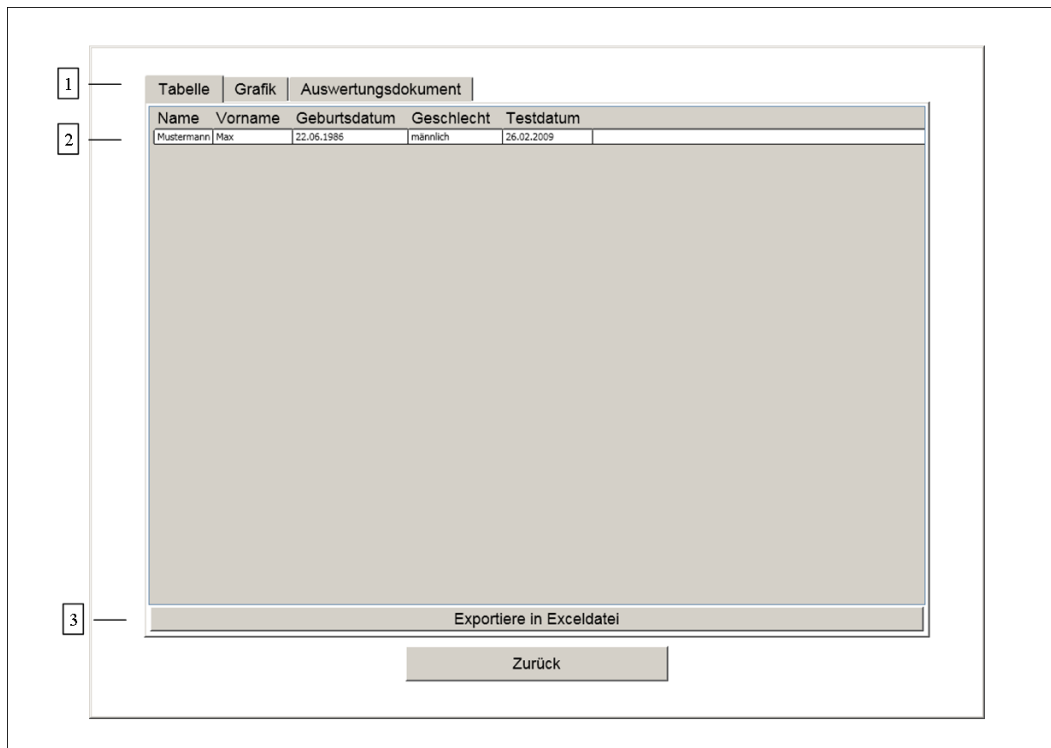 1
Tabelle Grafik Auswertungsdokument
Name Vorname Geburtsdatum Geschlecht Testdatum
2
Mustermann Max 22.06.1986 männlich 26.02.2009
3
Exportiere in Exceldatei
Zurück